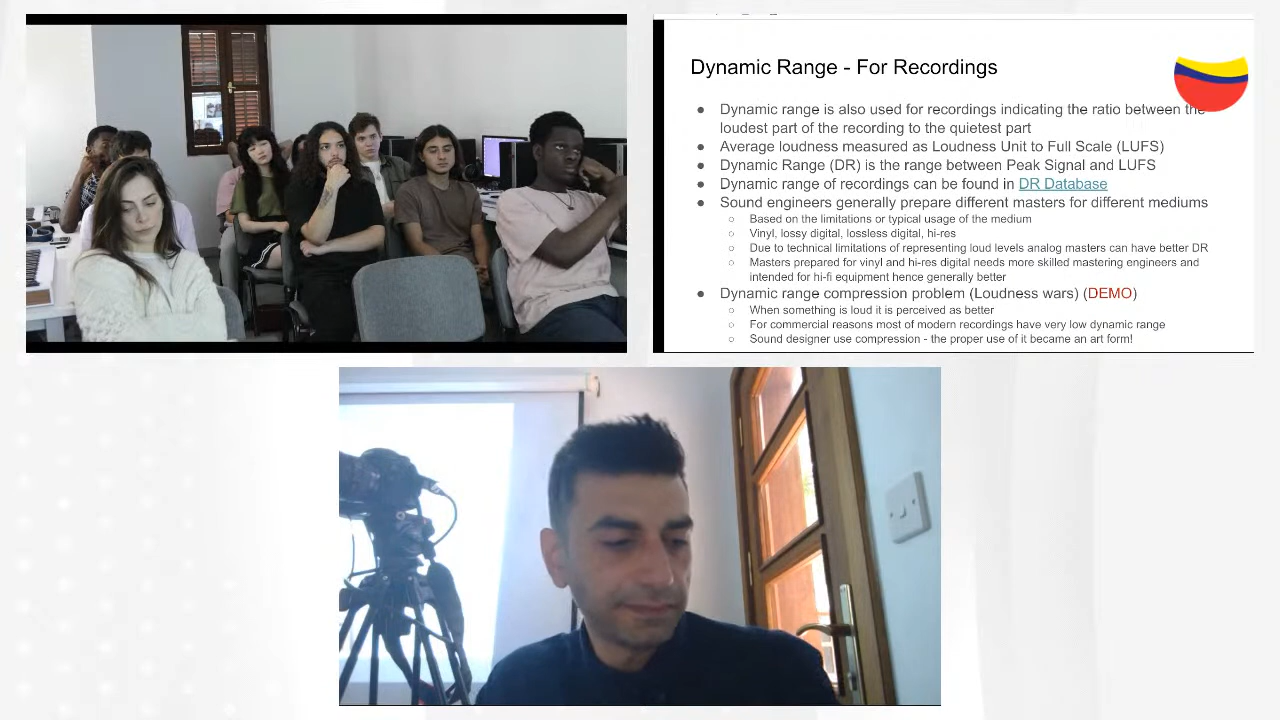 Dynamic Range - For Recordings
● Dynamic range is also used for recordings indicating the range between the
loudest part of the recording to the quietest part
● Average loudness measured as Loudness Unit to Full Scale (LUFS)
● Dynamic Range (DR) is the range between Peak Signal and LUFS
● Dynamic range of recordings can be found in DR Database
● Sound engineers generally prepare different masters for different mediums
○ Based on the limitations or typical usage of the medium
○ Vinyl, lossy digital, lossless digital, hi-res
○ Due to technical limitations of representing loud levels analog masters can have better DR
○ Masters prepared for vinyl and hi-res digital needs more skilled mastering engineers and
intended for hi-fi equipment hence generally better
● Dynamic range compression problem (Loudness wars) (DEMO)
○ When something is loud it is perceived as better
○ For commercial reasons most of modern recordings have very low dynamic range
○ Sound designer use compression - the proper use of it became an art form!